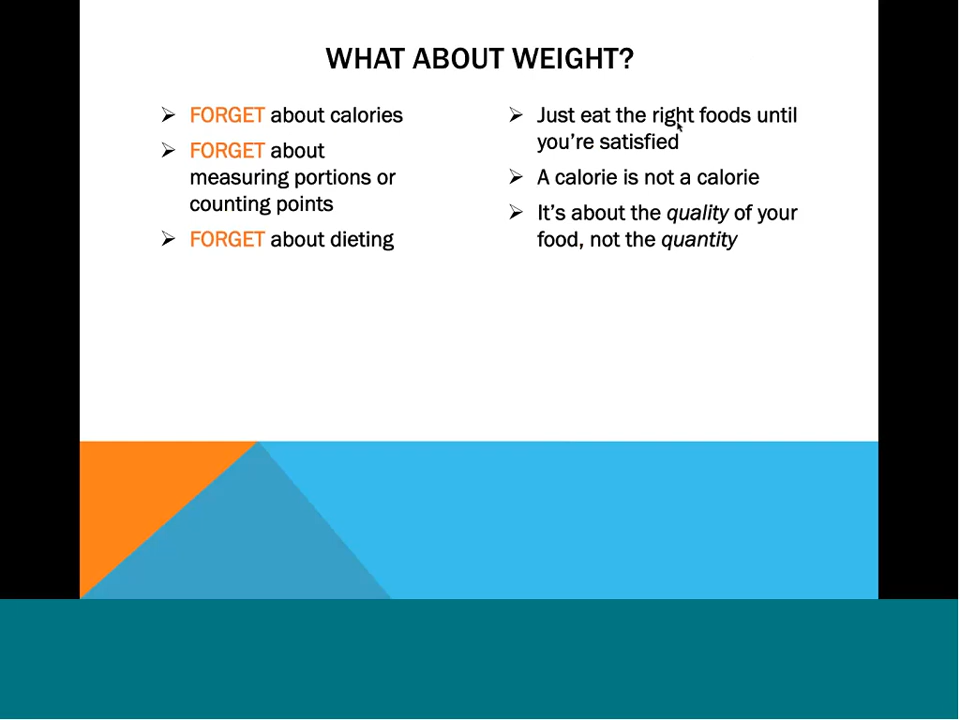 WHAT ABOUT WEIGHT?
➢ FORGET about calories
➢ FORGET about
measuring portions or
counting points
➢ FORGET about dieting
➢ Just eat the right foods until
you're satisfied
➢ A calorie is not a calorie
➢ It's about the quality of your
food, not the quantity